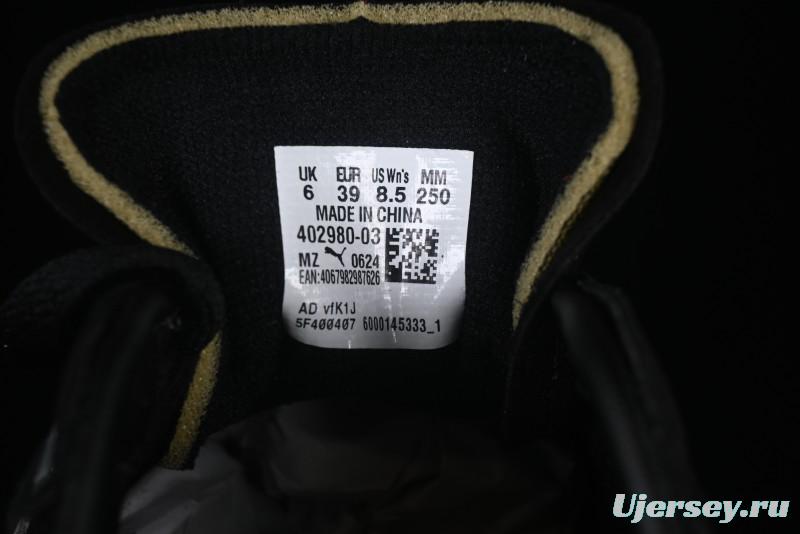 UK EUR US Wn's MM
6 39 8.5 250
MADE IN CHINA
402980-03
MZ 0624
EAN:4067982987626
AD vfK1J
5F400407 6000145333_1
Ujersey.ru